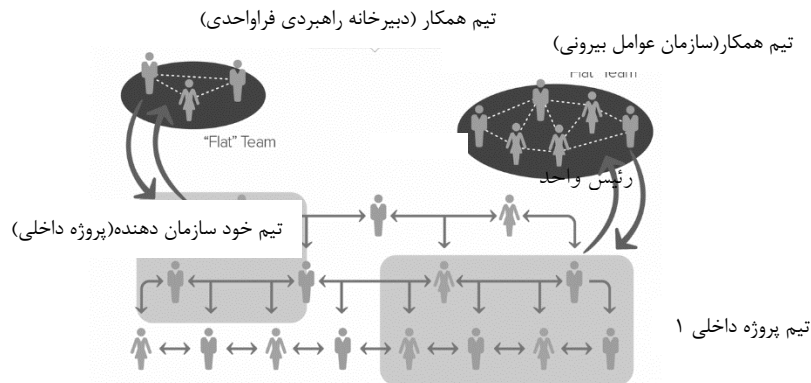 تیم همکار (دبیرخانه راهبردی فراواحدی)
تیم همکار(سازمان عوامل بیرونی)
"Flat" Team
"Flat" Team
رئیس واحد
تیم خود سازمان دهنده(پروژه داخلی)
تیم پروژه داخلی ۱